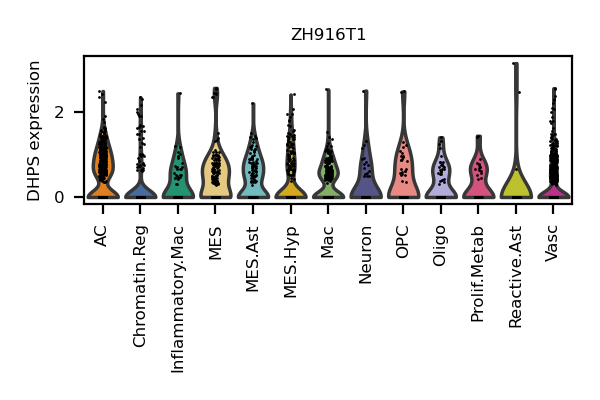 ZH916T1
DHPS expression
2
0
AC
Chromatin.Reg
Inflammatory.Mac
MES
MES.Ast
MES.Hyp
Mac
Neuron
OPC
Oligo
Prolif.Metab
Reactive.Ast
Vasc